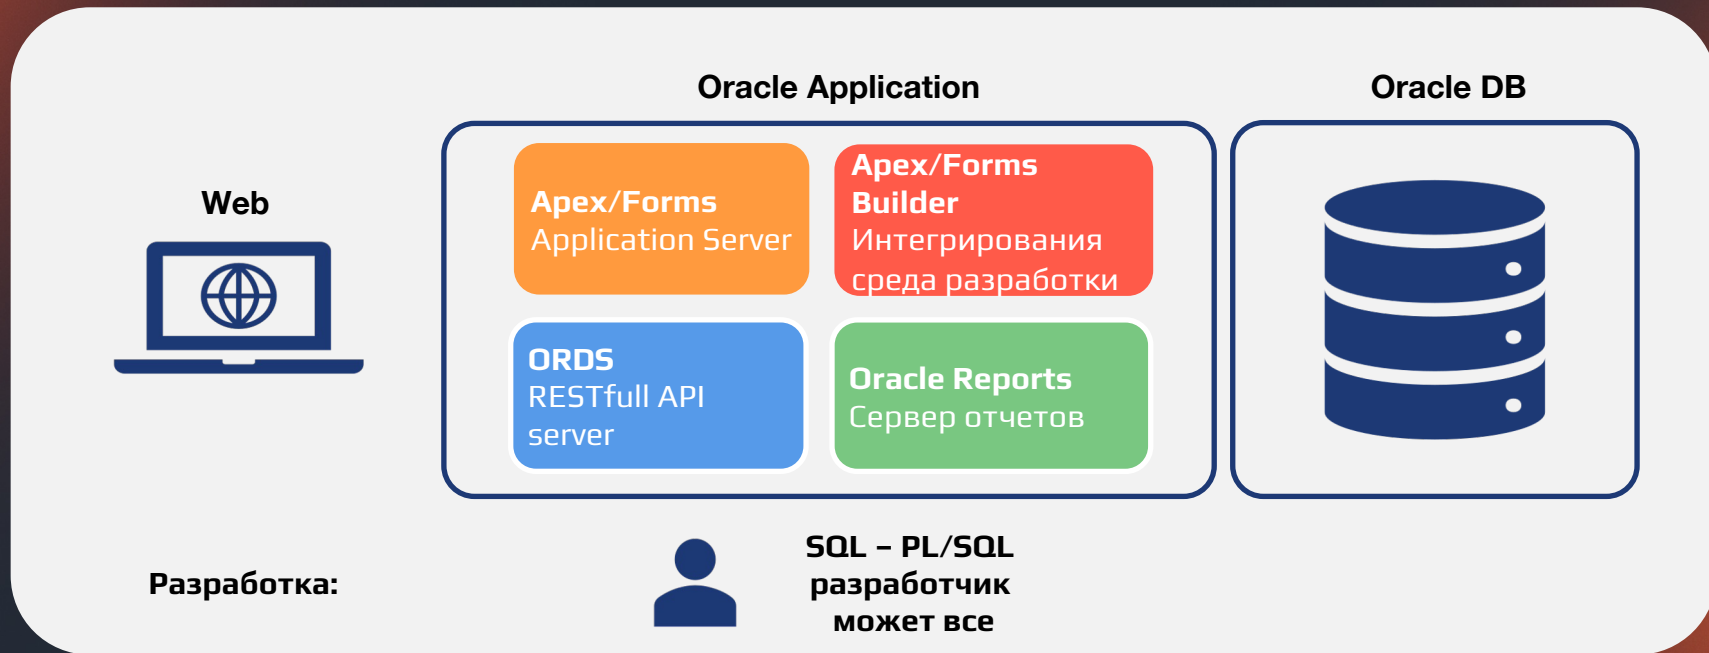 Oracle Application
Oracle DB
Web
Apex/Forms
Application Server
Apex/Forms
Builder
Интегрирования
среда разработки
ORDS
RESTfull API
server
Oracle Reports
Сервер отчетов
Разработка:
SQL – PL/SQL
разработчик
может все